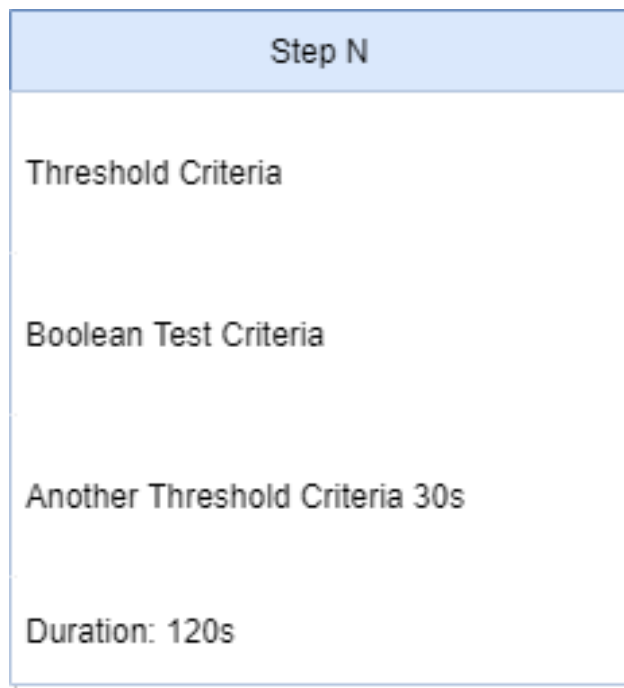 Step N
Threshold Criteria
Boolean Test Criteria
Another Threshold Criteria 30s
Duration: 120s